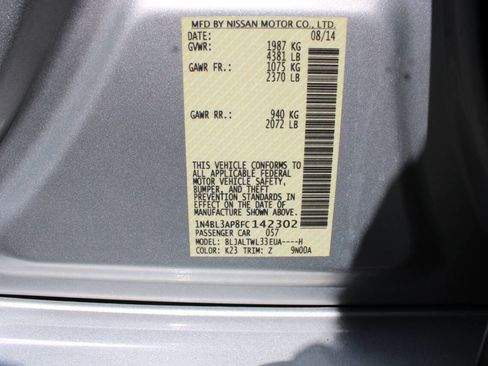 MFD BY NISSAN MOTOR CO., LTD.
DATE: 08/14
GVWR: 1987 KG
4381 LB
GAWR FR.: 1075 KG
2370 LB
GAWR RR.: 940 KG
2072 LB
THIS VEHICLE CONFORMS TO
ALL APPLICABLE FEDERAL
MOTOR VEHICLE SAFETY,
BUMPER, AND THEFT
PREVENTION STANDARDS
IN EFFECT ON THE DATE OF
MANUFACTURE SHOWN ABOVE.
1N4BL3AP8FC142302
PASSENGER CAR 057
MODEL: BLJALTWL33EUA----H
COLOR: K23 TRIM: Z 9N00A